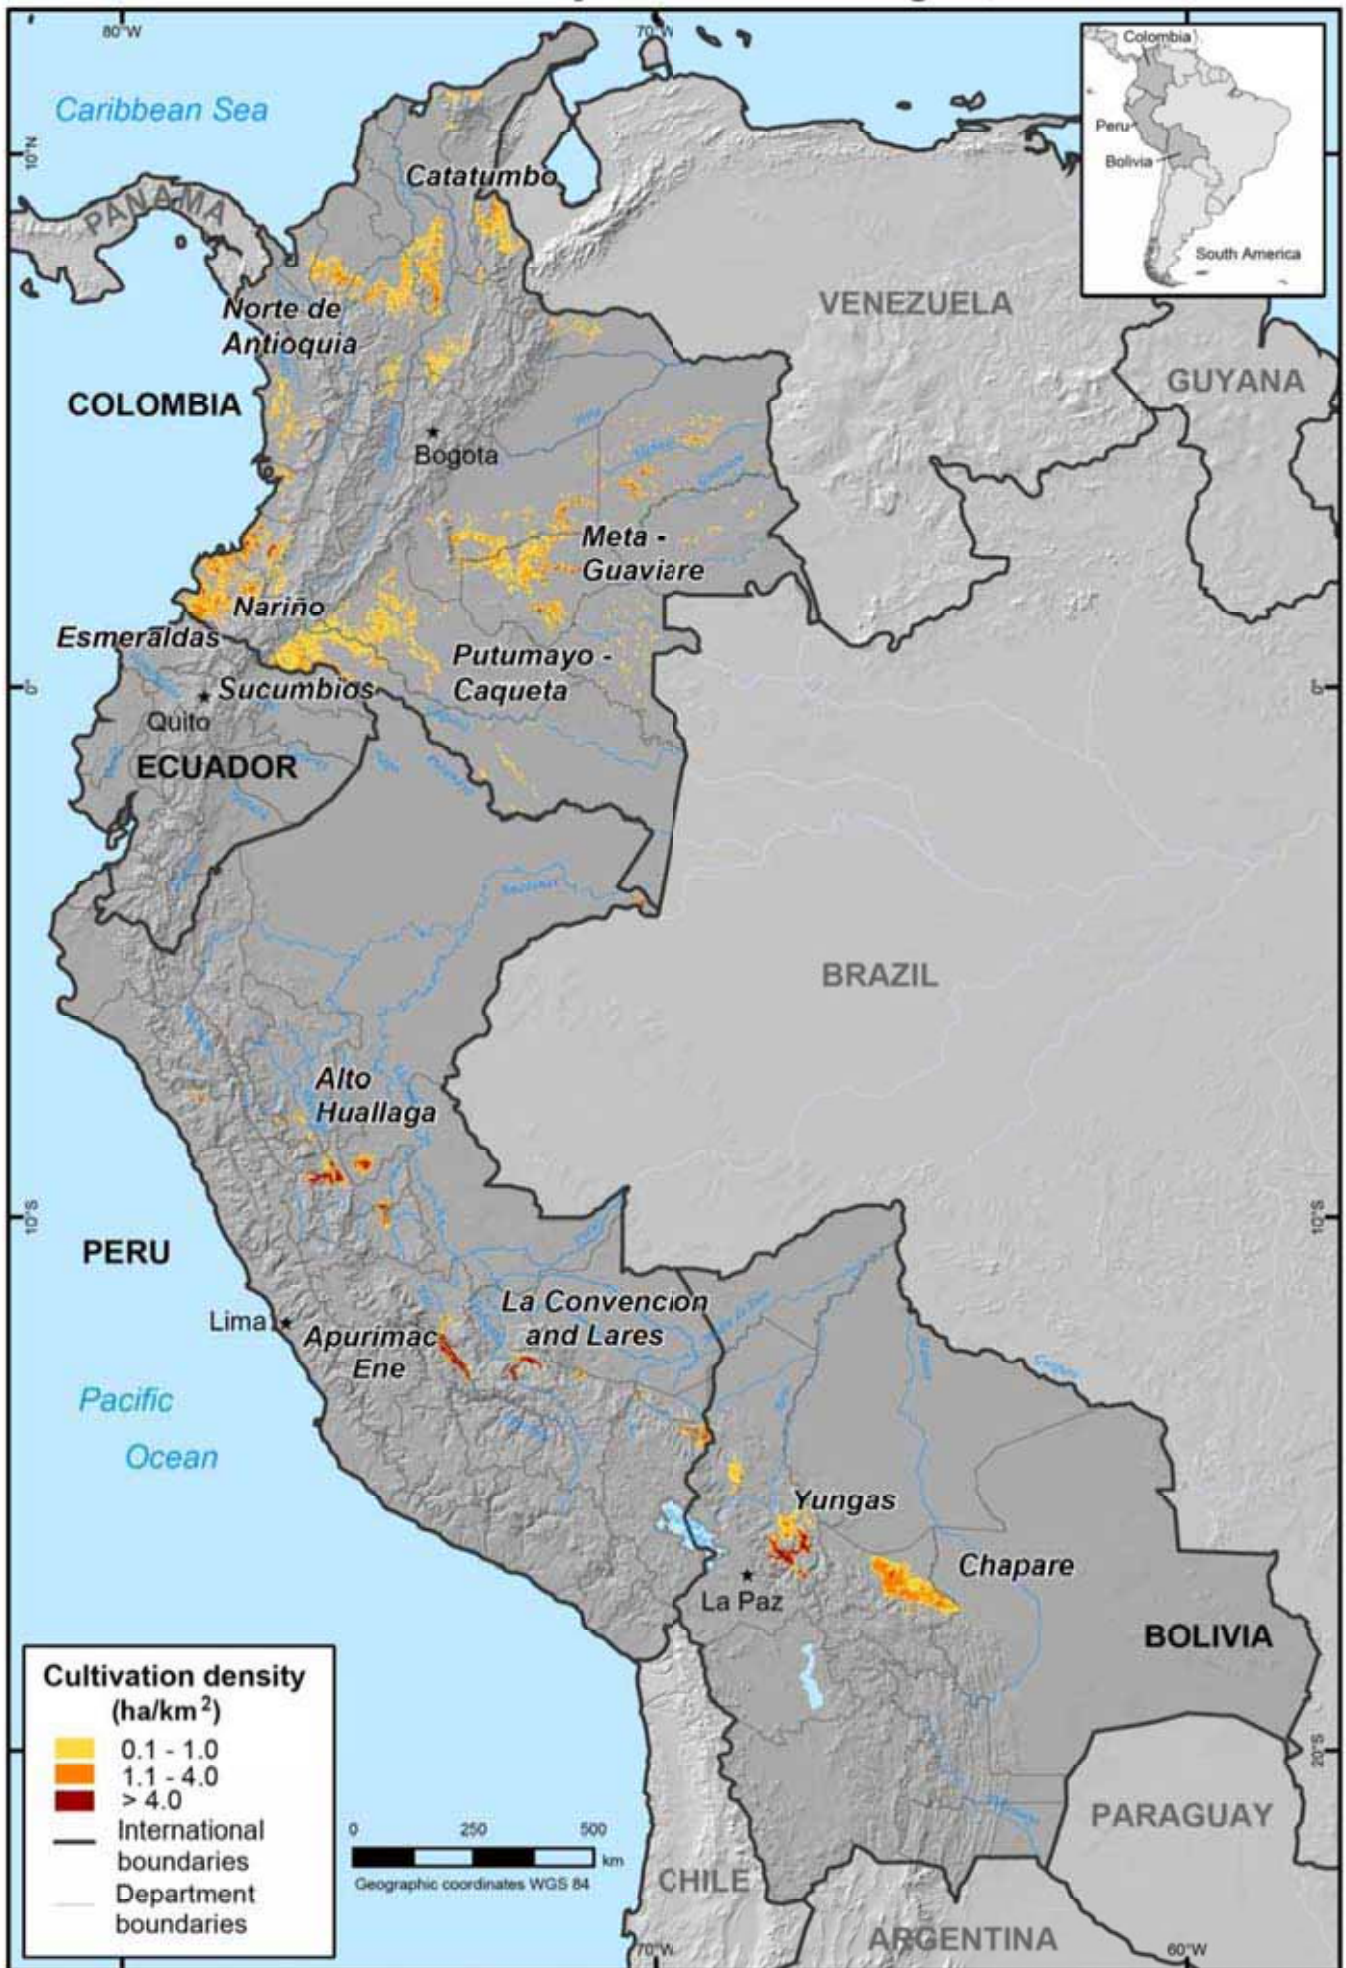 80°W
70°W
Caribbean Sea
Colombia
Peru
Bolivia
South America
10°N
Catatumbo
PANAMA
Norte de
Antioquia
VENEZUELA
GUYANA
COLOMBIA
Bogota
Meta -
Guaviare
Nariño
Esmeraldas
Putumayo -
Caqueta
Sucumbios
0°
0°
Quito
ECUADOR
BRAZIL
Alto
Huallaga
10°S
10°S
PERU
La Convencion
and Lares
Lima
Apurimac
Ene
Pacific
Ocean
Yungas
Chapare
La Paz
BOLIVIA
Cultivation density
(ha/km²)
0.1 - 1.0
1.1 - 4.0
> 4.0
International
boundaries
Department
boundaries
0 250 500
km
Geographic coordinates WGS 84
20°S
PARAGUAY
CHILE
ARGENTINA
70°W
60°W